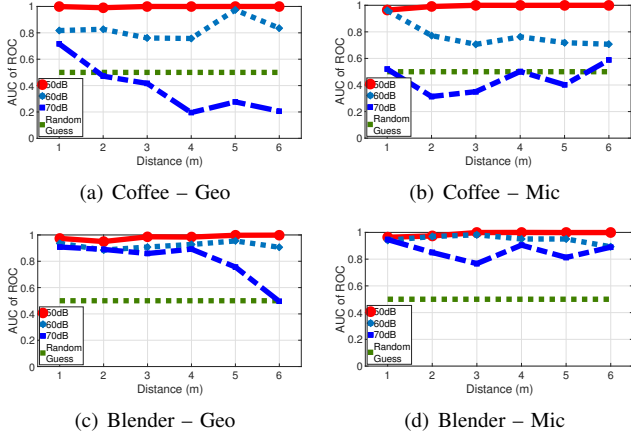 AUC of ROC
1
0.8
0.6
0.4
0.2
0
50dB
60dB
70dB
Random
Guess
1 2 3 4 5 6
Distance (m)
(a) Coffee – Geo
AUC of ROC
1
0.8
0.6
0.4
0.2
0
50dB
60dB
70dB
Random
Guess
1 2 3 4 5 6
Distance (m)
(b) Coffee – Mic
AUC of ROC
1
0.8
0.6
0.4
0.2
0
50dB
60dB
70dB
Random
Guess
1 2 3 4 5 6
Distance (m)
(c) Blender – Geo
AUC of ROC
1
0.8
0.6
0.4
0.2
0
50dB
60dB
70dB
Random
Guess
1 2 3 4 5 6
Distance (m)
(d) Blender – Mic